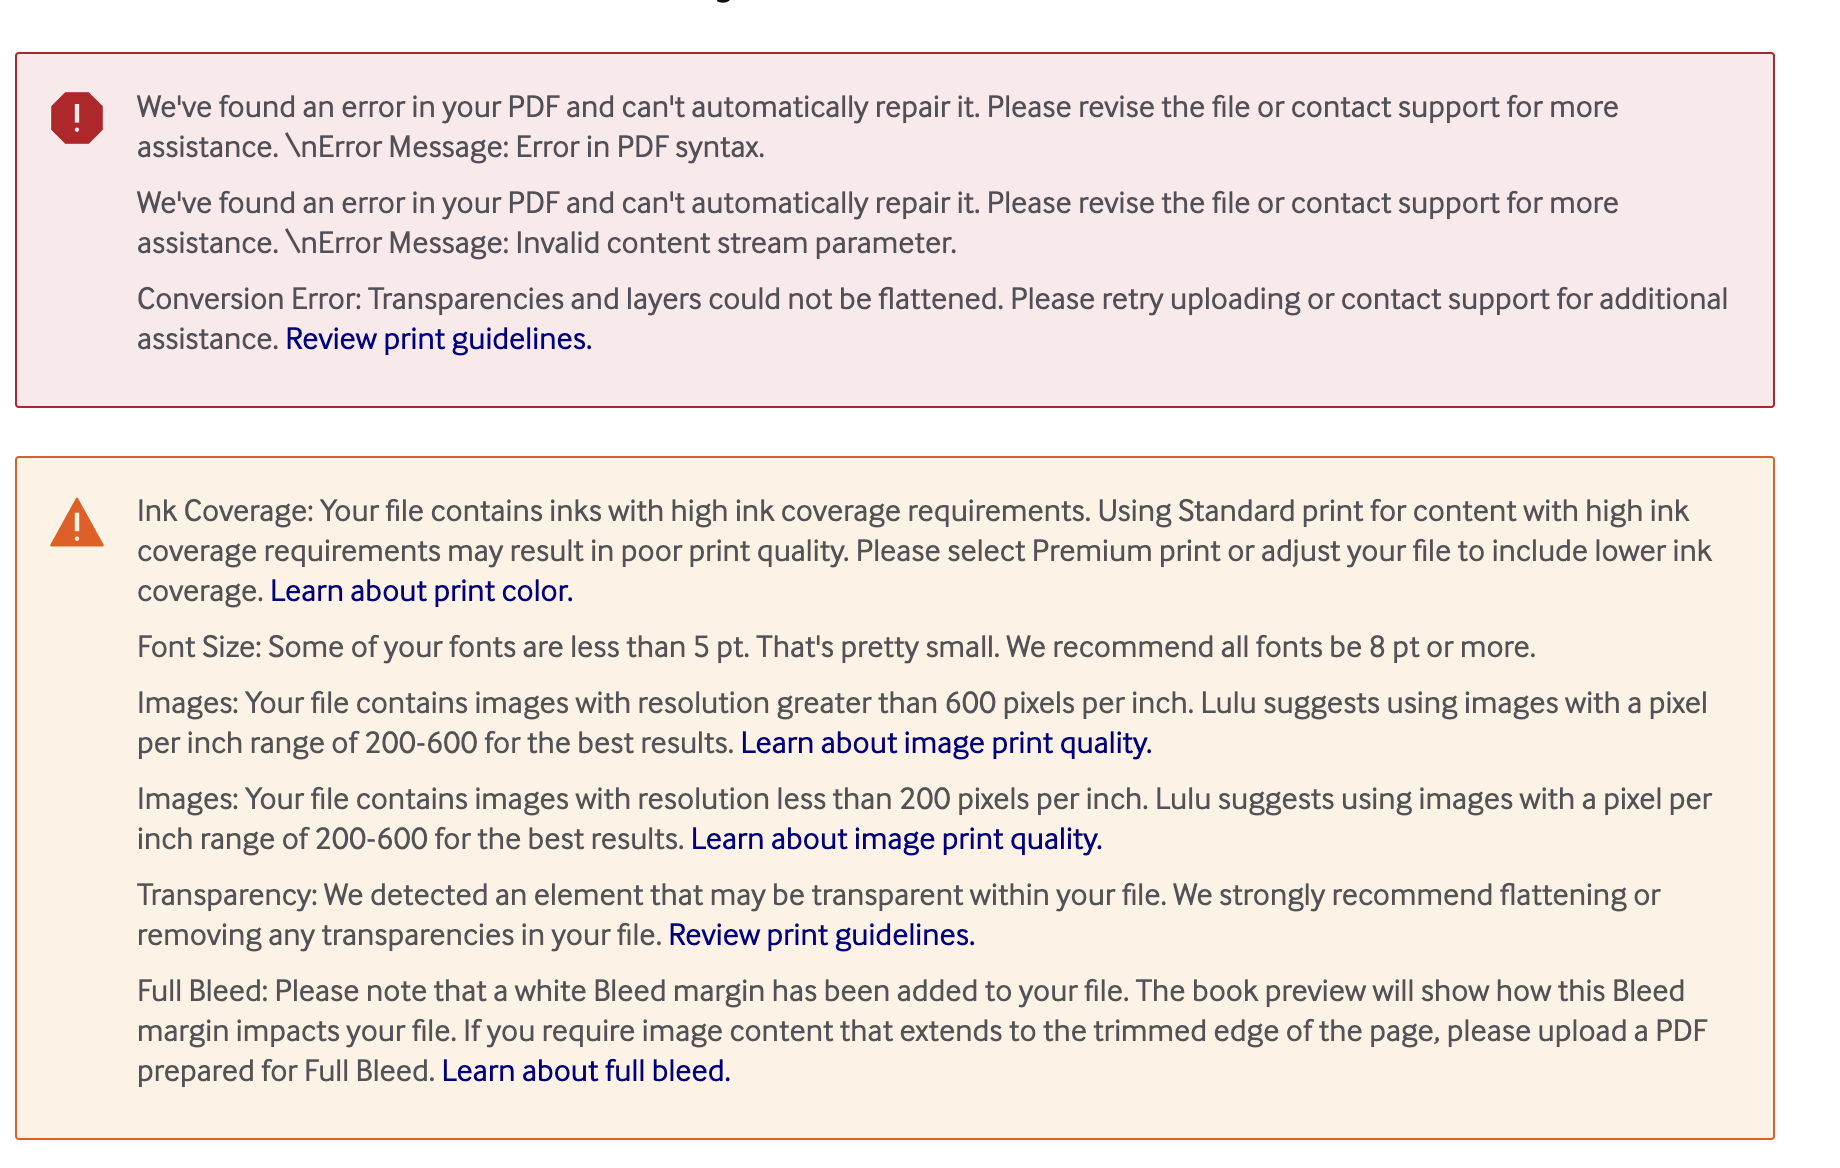 We've found an error in your PDF and can't automatically repair it. Please revise the file or contact support for more
assistance. \nError Message: Error in PDF syntax.
We've found an error in your PDF and can't automatically repair it. Please revise the file or contact support for more
assistance. \nError Message: Invalid content stream parameter.
Conversion Error: Transparencies and layers could not be flattened. Please retry uploading or contact support for additional
assistance. Review print guidelines.
Ink Coverage: Your file contains inks with high ink coverage requirements. Using Standard print for content with high ink
coverage requirements may result in poor print quality. Please select Premium print or adjust your file to include lower ink
coverage. Learn about print color.
Font Size: Some of your fonts are less than 5 pt. That's pretty small. We recommend all fonts be 8 pt or more.
Images: Your file contains images with resolution greater than 600 pixels per inch. Lulu suggests using images with a pixel
per inch range of 200-600 for the best results. Learn about image print quality.
Images: Your file contains images with resolution less than 200 pixels per inch. Lulu suggests using images with a pixel per
inch range of 200-600 for the best results. Learn about image print quality.
Transparency: We detected an element that may be transparent within your file. We strongly recommend flattening or
removing any transparencies in your file. Review print guidelines.
Full Bleed: Please note that a white Bleed margin has been added to your file. The book preview will show how this Bleed
margin impacts your file. If you require image content that extends to the trimmed edge of the page, please upload a PDF
prepared for Full Bleed. Learn about full bleed.